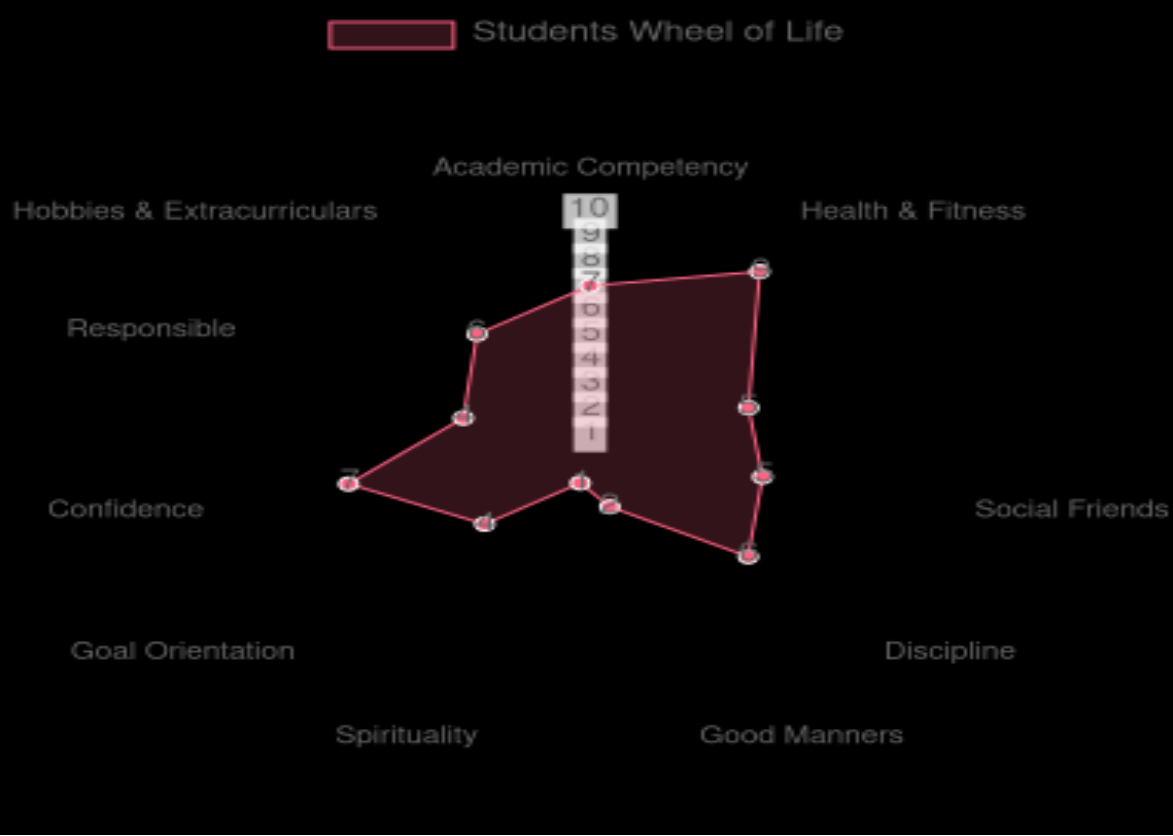 Students Wheel of Life
Academic Competency
Hobbies & Extracurriculars
Health & Fitness
10
9
8
7
6
5
4
3
2
1
Responsible
Confidence
Social Friends
Goal Orientation
Discipline
Spirituality
Good Manners
7